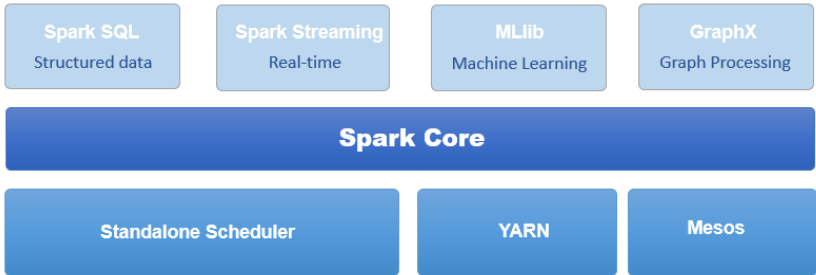 Spark SQL
Structured data
Spark Streaming
Real-time
MLlib
Machine Learning
GraphX
Graph Processing
Spark Core
Standalone Scheduler
YARN
Mesos